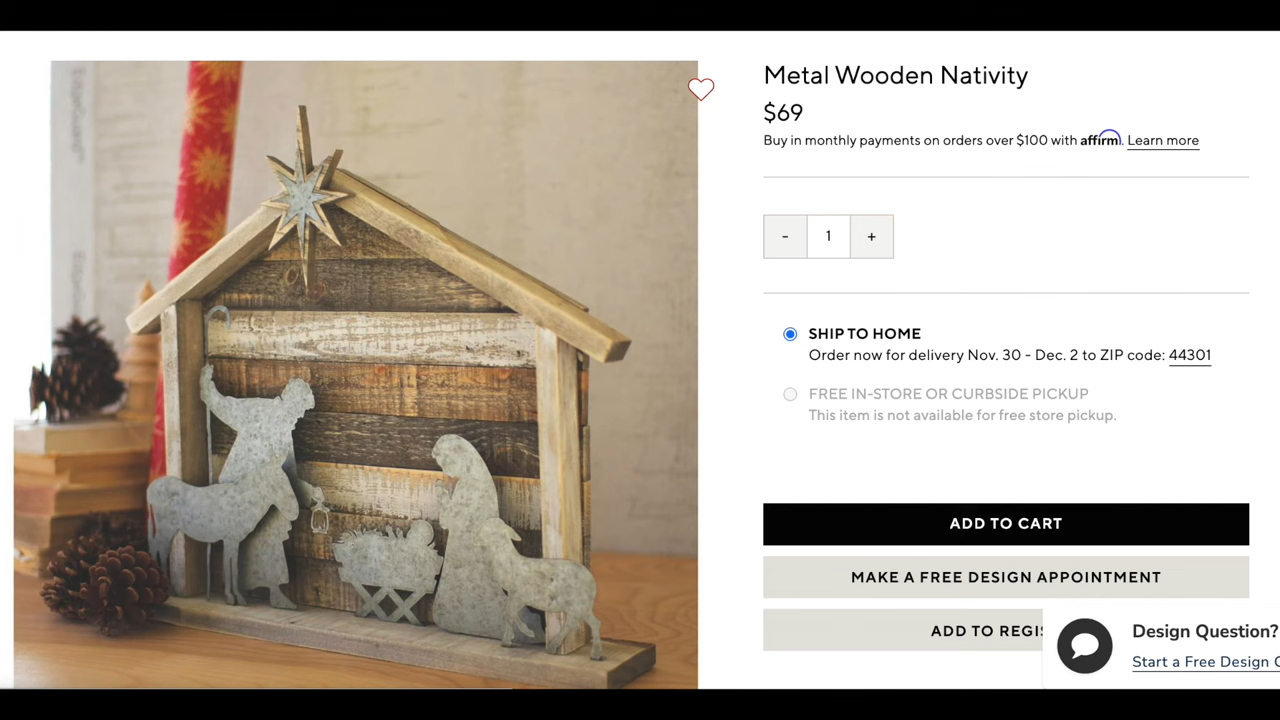 Metal Wooden Nativity
$69
Buy in monthly payments on orders over $100 with affirm. Learn more
- 1 +
SHIP TO HOME
Order now for delivery Nov. 30 - Dec. 2 to ZIP code: 44301
FREE IN-STORE OR CURBSIDE PICKUP
This item is not available for free store pickup.
ADD TO CART
MAKE A FREE DESIGN APPOINTMENT
ADD TO REGIS
Design Question?
Start a Free Design